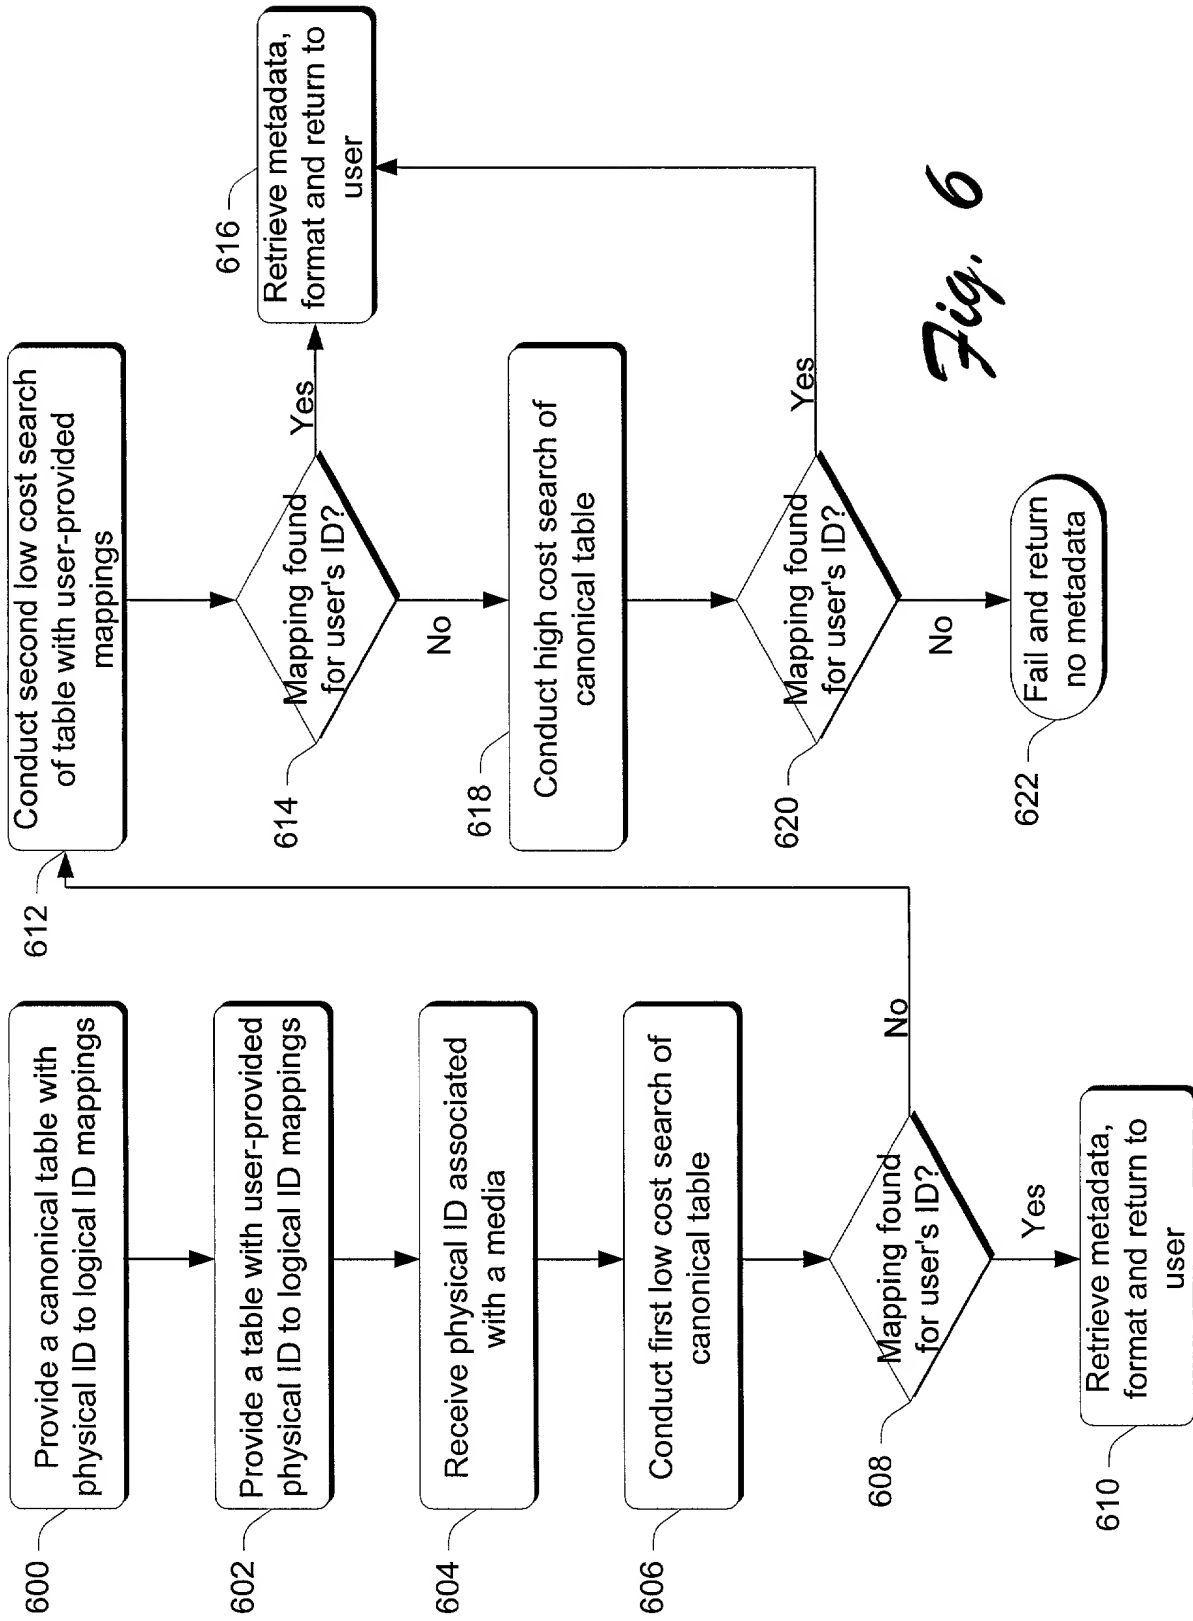 600
Provide a canonical table with
physical ID to logical ID mappings
602
Provide a table with user-provided
physical ID to logical ID mappings
604
Receive physical ID associated
with a media
606
Conduct first low cost search of
canonical table
608
Mapping found
for user's ID?
No
Yes
610
Retrieve metadata,
format and return to
user
612
Conduct second low cost search
of table with user-provided
mappings
614
Mapping found
for user's ID?
Yes
No
616
Retrieve metadata,
format and return to
user
618
Conduct high cost search of
canonical table
620
Mapping found
for user's ID?
Yes
No
622
Fail and return
no metadata
Fig. 6